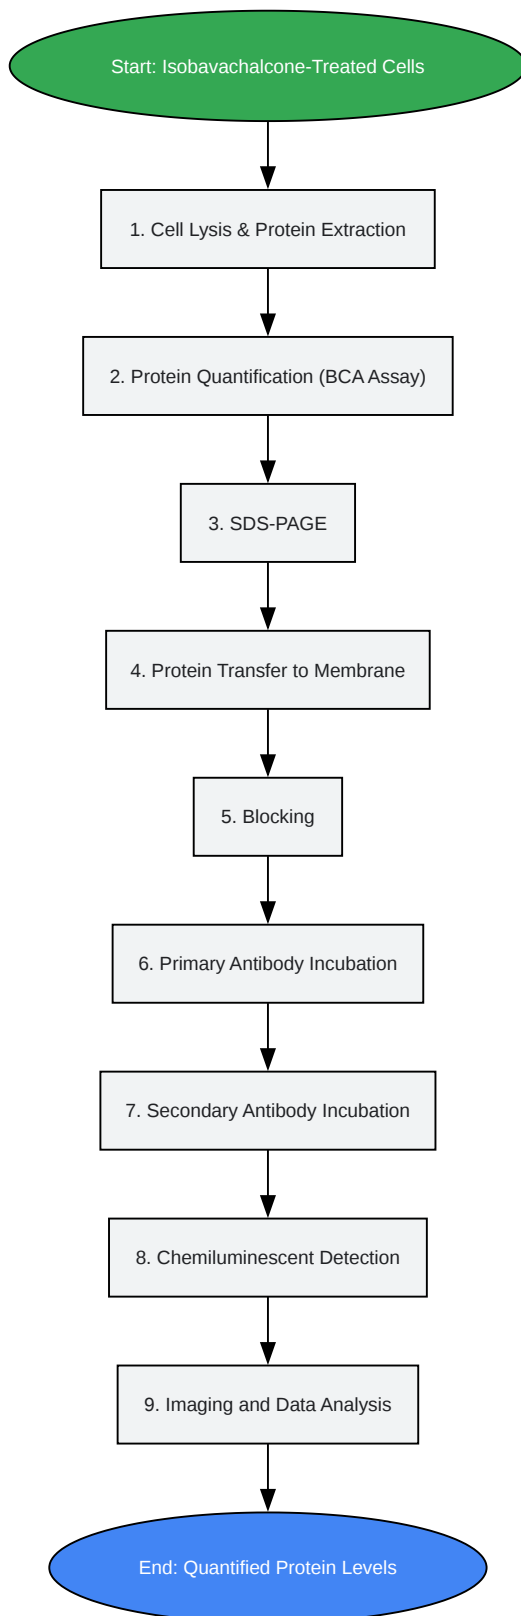 Start: Isobavachalcone-Treated Cells
1. Cell Lysis & Protein Extraction
2. Protein Quantification (BCA Assay)
3. SDS-PAGE
4. Protein Transfer to Membrane
5. Blocking
6. Primary Antibody Incubation
7. Secondary Antibody Incubation
8. Chemiluminescent Detection
9. Imaging and Data Analysis
End: Quantified Protein Levels